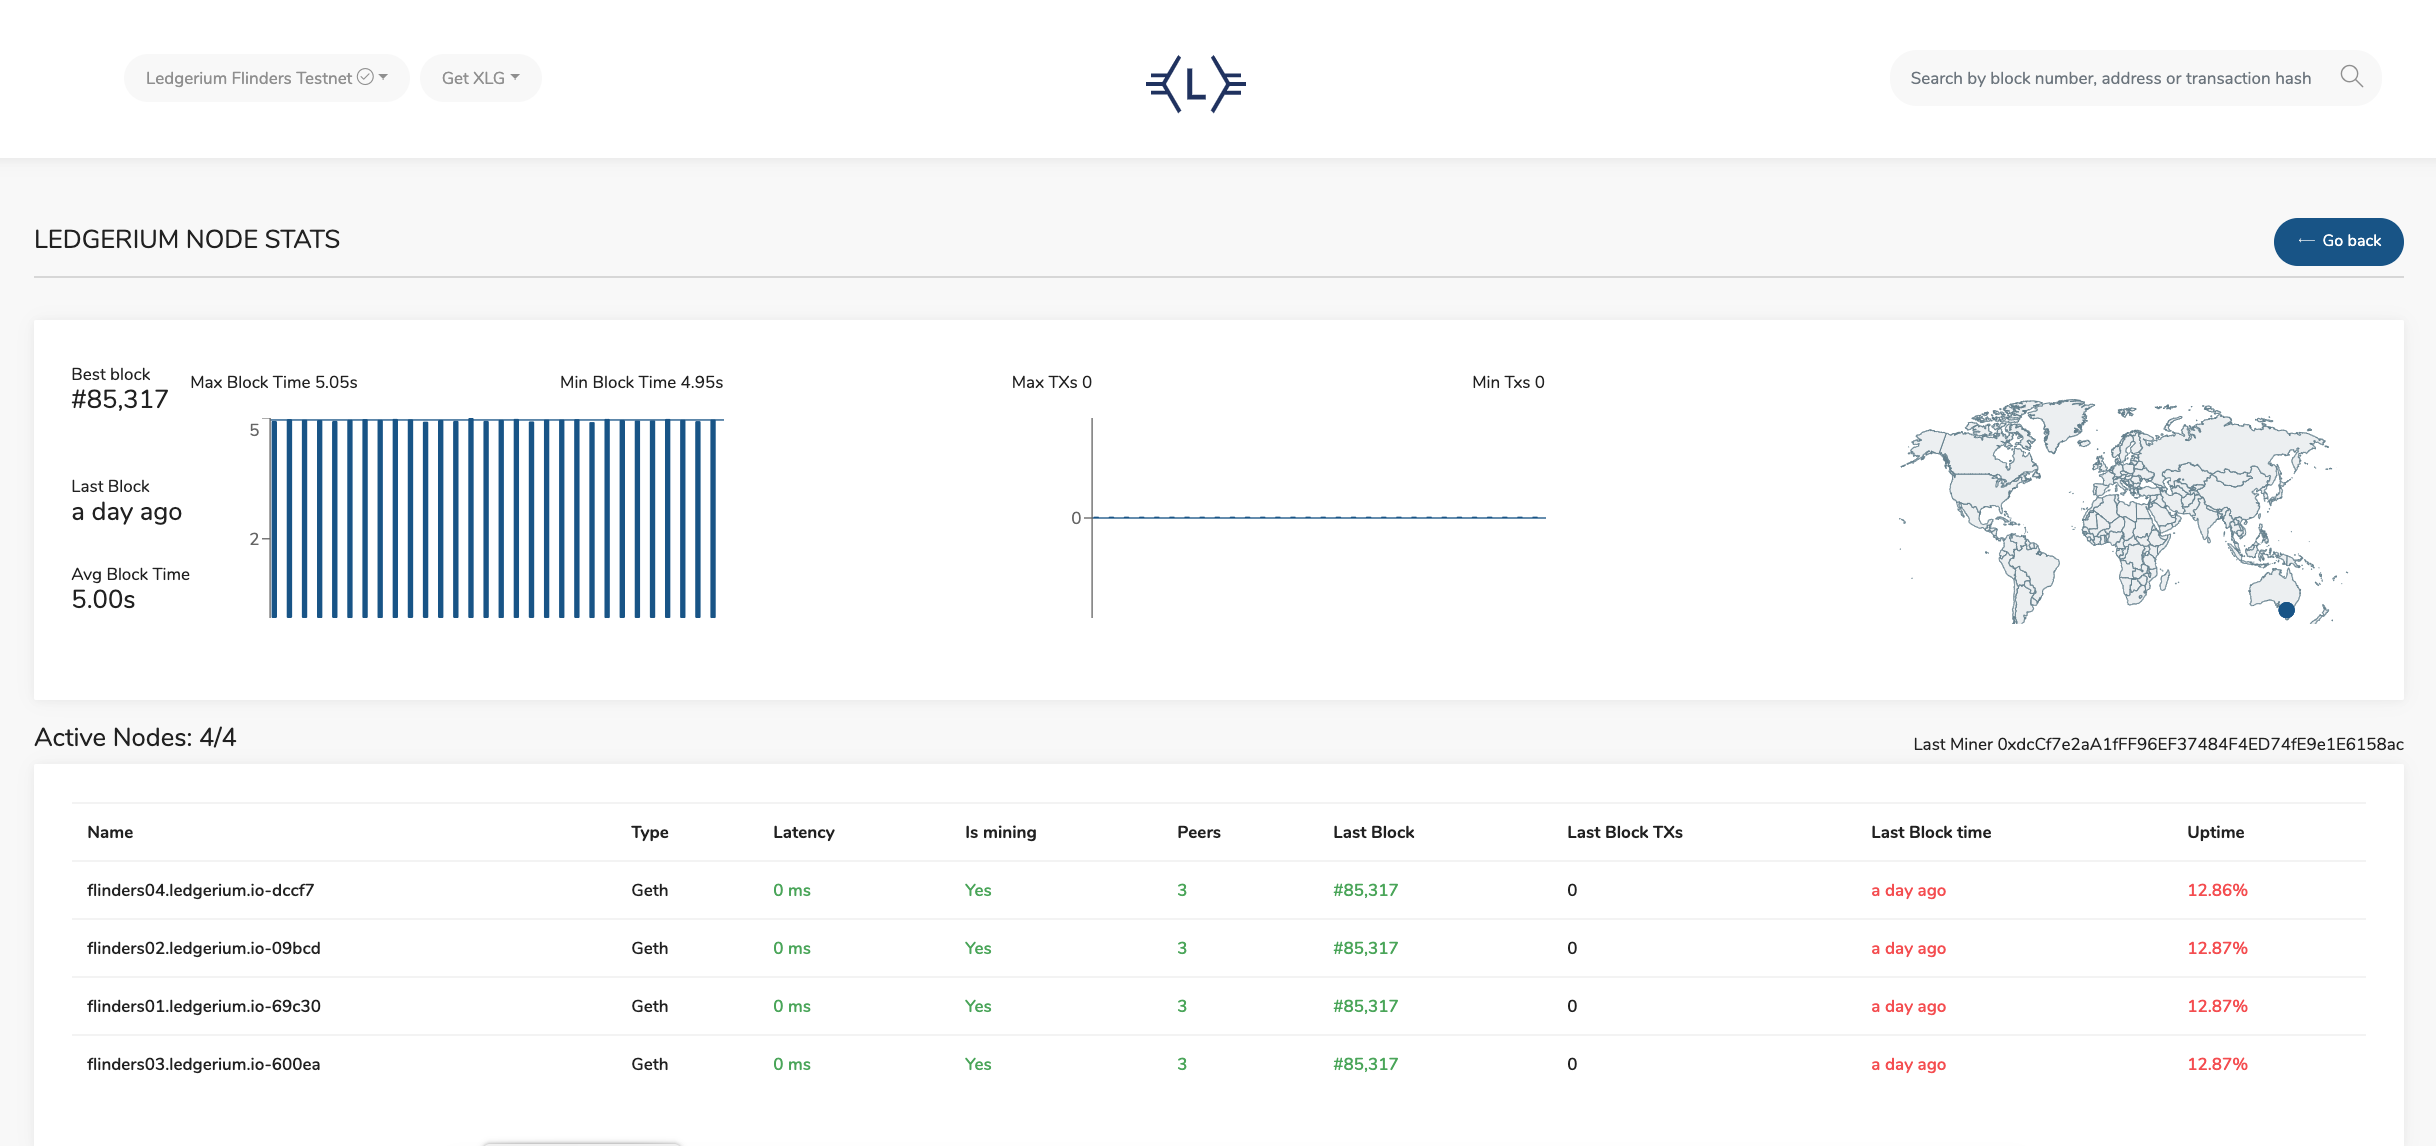 Ledgerium Flinders Testnet
Get XLG
L
Search by block number, address or transaction hash
LEDGERIUM NODE STATS
← Go back
Best block
#85,317
Max Block Time 5.05s
Min Block Time 4.95s
5
2
Last Block
a day ago
Avg Block Time
5.00s
Max TXs 0
Min Txs 0
0
Active Nodes: 4/4
Last Miner 0xdcCf7e2aA1fFF96EF37484F4ED74fE9e1E6158ac
Name Type Latency Is mining Peers Last Block Last Block TXs Last Block time Uptime
flinders04.ledgerium.io-dccf7 Geth 0 ms Yes 3 #85,317 0 a day ago 12.86%
flinders02.ledgerium.io-09bcd Geth 0 ms Yes 3 #85,317 0 a day ago 12.87%
flinders01.ledgerium.io-69c30 Geth 0 ms Yes 3 #85,317 0 a day ago 12.87%
flinders03.ledgerium.io-600ea Geth 0 ms Yes 3 #85,317 0 a day ago 12.87%